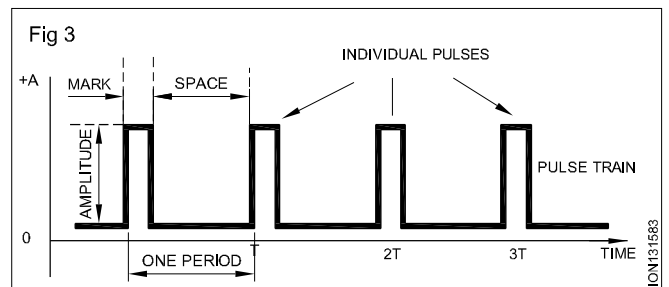 Fig 3
INDIVIDUAL PULSES
+A
MARK
SPACE
AMPLITUDE
PULSE TRAIN
0
T
2T
3T
TIME
ONE PERIOD
ION131583